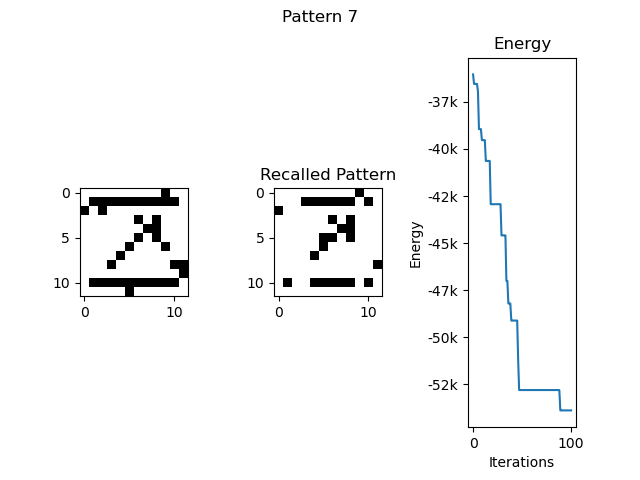 Pattern 7
Energy
Recalled Pattern
0
5
10
0
10
0
5
10
0
10
-37k
-40k
-42k
-45k
-47k
-50k
-52k
Energy
0
100
Iterations